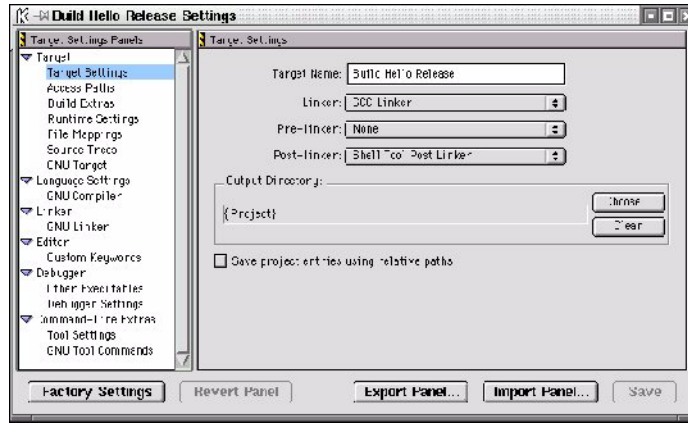 Build Hello Release Settings
Target Settings Panels
Target
Target Settings
Access Paths
Build Extras
Runtime Settings
File Mappings
Source Trees
GNU Target
Language Settings
GNU Compiler
Linker
GNU Linker
Editor
Custom Keywords
Debugger
Other Executables
Debugger Settings
Command-Line Extras
Tool Settings
GNU Tool Commands
Target Settings
Target Name: Build Hello Release
Linker: GCC Linker
Pre-linker: None
Post-linker: Shell Tool Post Linker
Output Directory:
{Project}
Choose
Clear
Save project entries using relative paths
Factory Settings
Revert Panel
Export Panel...
Import Panel...
Save